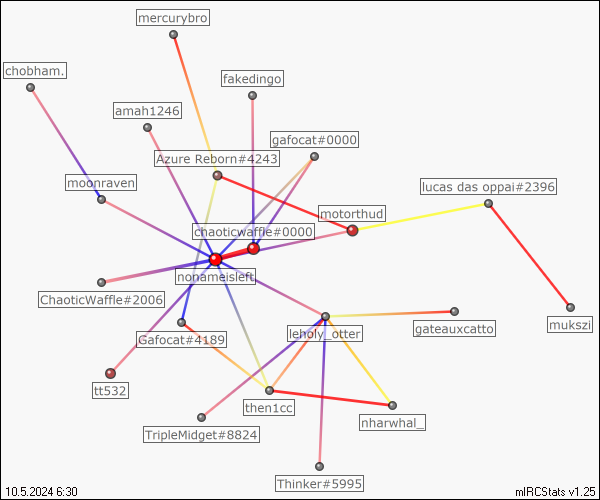 mercurybro
chobham.
fakedingo
amah1246
gafocat#0000
Azure Reborn#4243
moonraven
lucas das oppai#2396
motorthud
chaoticwaffle#0000
nonameisleft
ChaoticWaffle#2006
gateauxcatto
mukszi
leholy_otter
Gafocat#4189
tt532
then1cc
nharwhal_
TripleMidget#8824
Thinker#5995
10.5.2024 6:30
mIRCStats v1.25